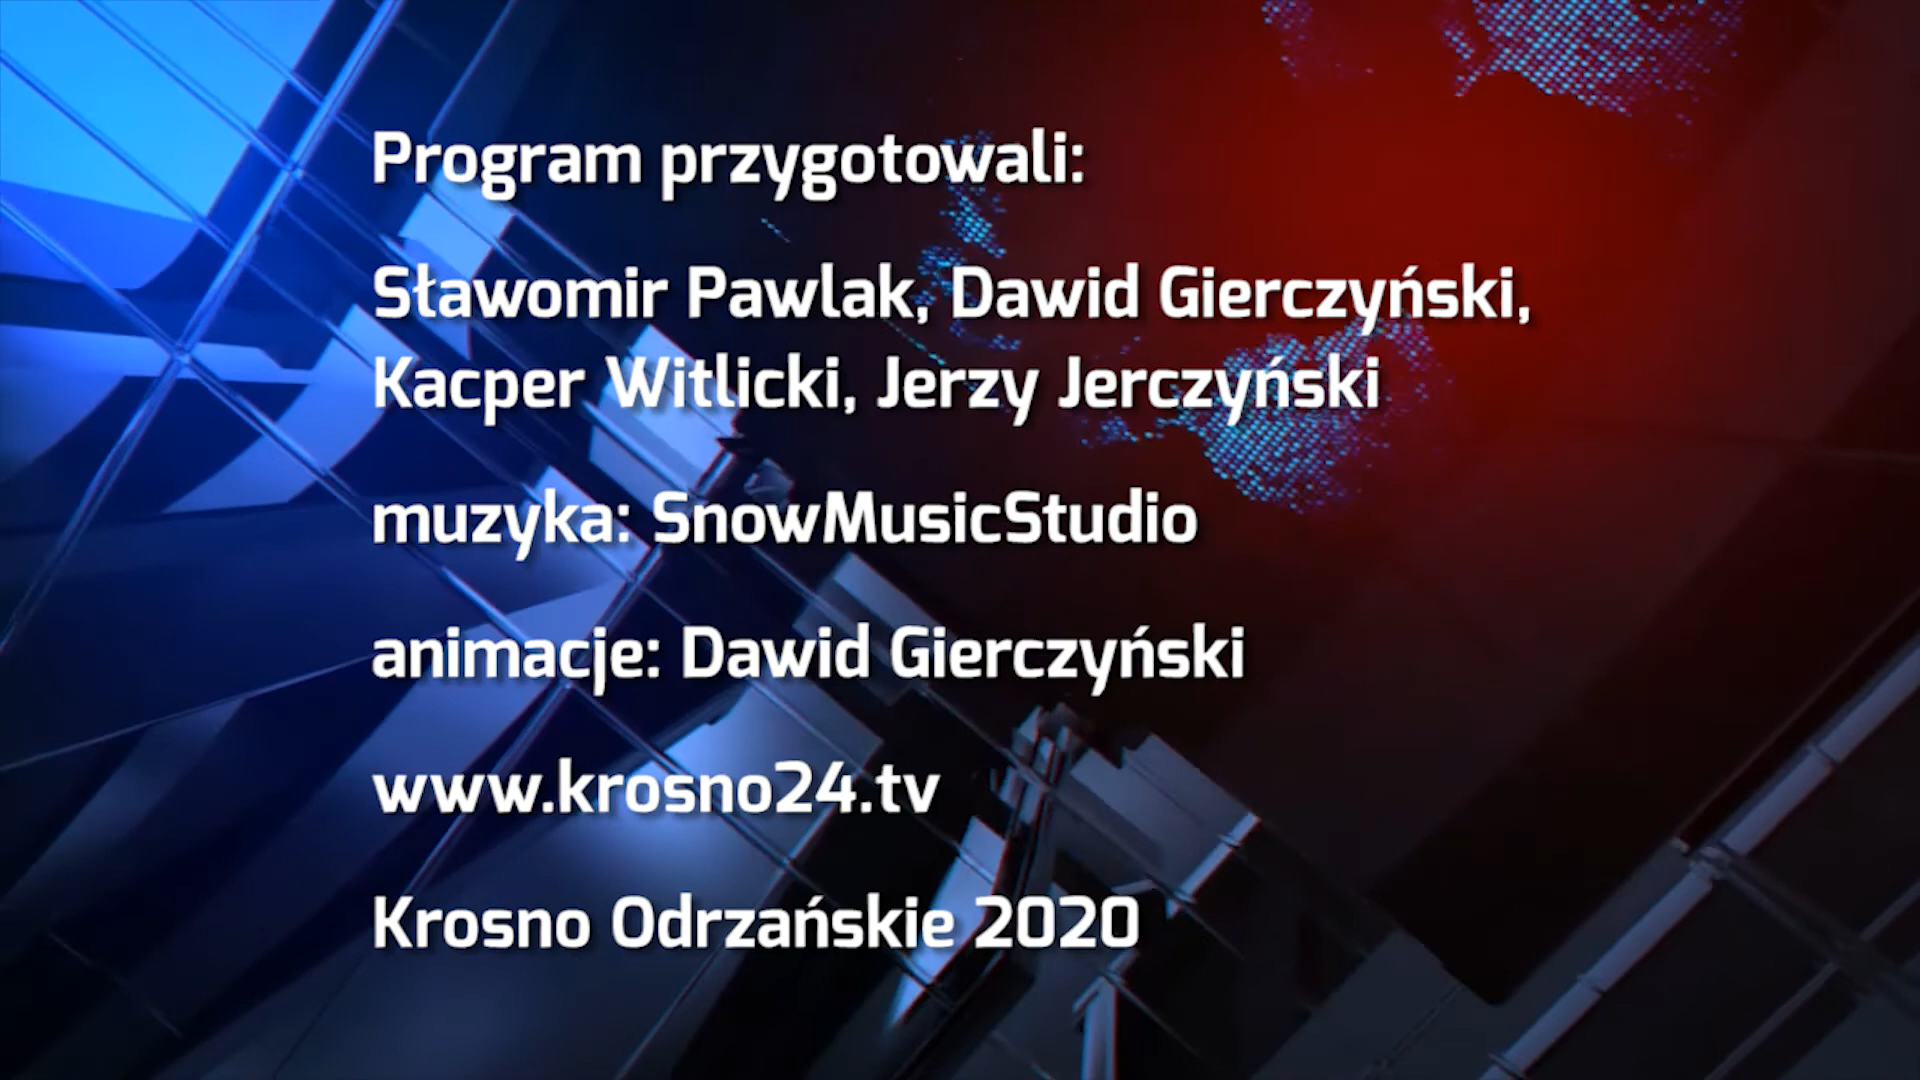 Program przygotowali:
Sławomir Pawlak, Dawid Gierczyński,
Kacper Witlicki, Jerzy Jerczyński
muzyka: SnowMusicStudio
animacje: Dawid Gierczyński
www.krosno24.tv
Krosno Odrzańskie 2020